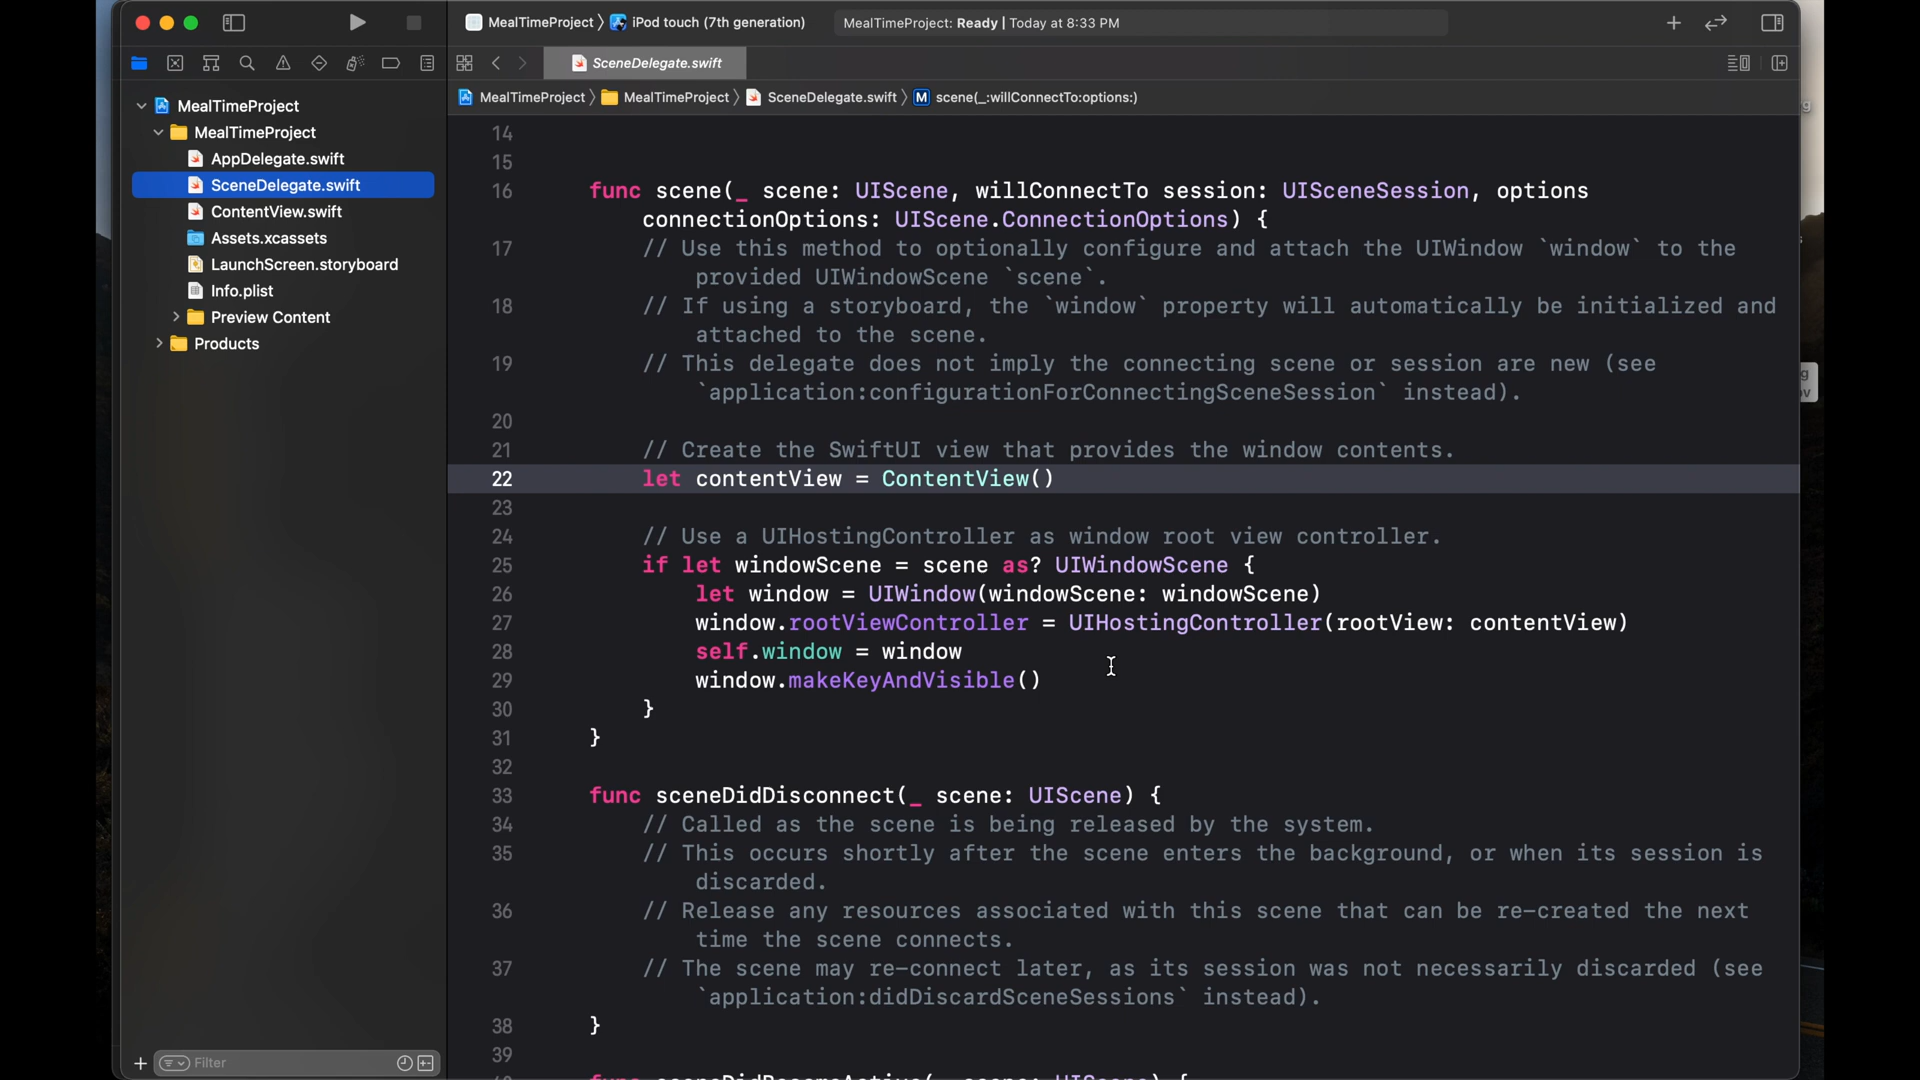 MealTimeProject
iPod touch (7th generation)
MealTimeProject: Ready | Today at 8:33 PM
SceneDelegate.swift
MealTimeProject
MealTimeProject
SceneDelegate.swift
M
scene(_:willConnectTo:options:)
MealTimeProject
MealTimeProject
AppDelegate.swift
SceneDelegate.swift
ContentView.swift
Assets.xcassets
LaunchScreen.storyboard
Info.plist
Preview Content
Products
Filter
14
15
16 func scene(_ scene: UIScene, willConnectTo session: UISceneSession, options
connectionOptions: UIScene.ConnectionOptions) {
17 // Use this method to optionally configure and attach the UIWindow `window` to the
provided UIWindowScene `scene`.
18 // If using a storyboard, the `window` property will automatically be initialized and
attached to the scene.
19 // This delegate does not imply the connecting scene or session are new (see
`application:configurationForConnectingSceneSession` instead).
20
21 // Create the SwiftUI view that provides the window contents.
22 let contentView = ContentView()
23
24 // Use a UIHostingController as window root view controller.
25 if let windowScene = scene as? UIWindowScene {
26 let window = UIWindow(windowScene: windowScene)
27 window.rootViewController = UIHostingController(rootView: contentView)
28 self.window = window
29 window.makeKeyAndVisible()
30 }
31 }
32
33 func sceneDidDisconnect(_ scene: UIScene) {
34 // Called as the scene is being released by the system.
35 // This occurs shortly after the scene enters the background, or when its session is
discarded.
36 // Release any resources associated with this scene that can be re-created the next
time the scene connects.
37 // The scene may re-connect later, as its session was not necessarily discarded (see
`application:didDiscardSceneSessions` instead).
38 }
39